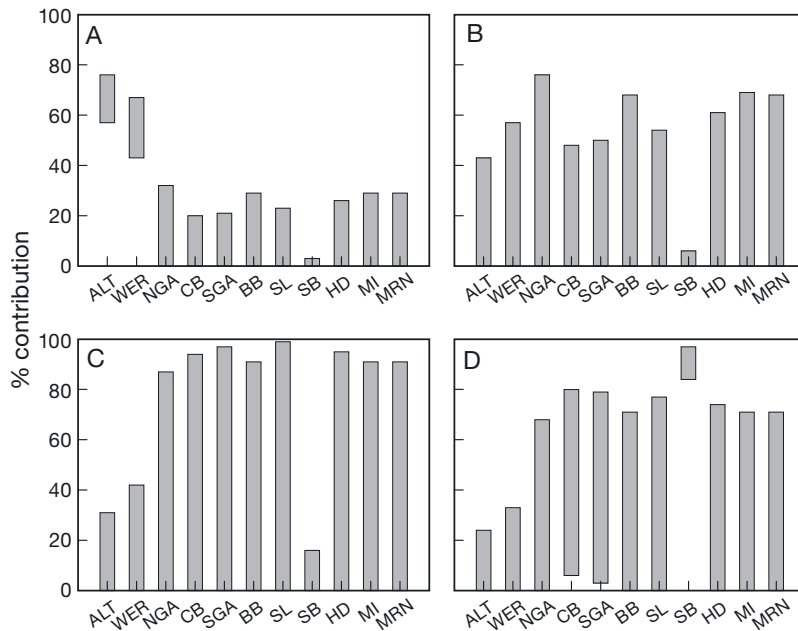 100
A
B
80
60
40
20
0
ALT WER NGA CB SGA BB SL SB HD MI MRN
ALT WER NGA CB SGA BB SL SB HD MI MRN
% contribution
100
C
D
80
60
40
20
0
ALT WER NGA CB SGA BB SL SB HD MI MRN
ALT WER NGA CB SGA BB SL SB HD MI MRN